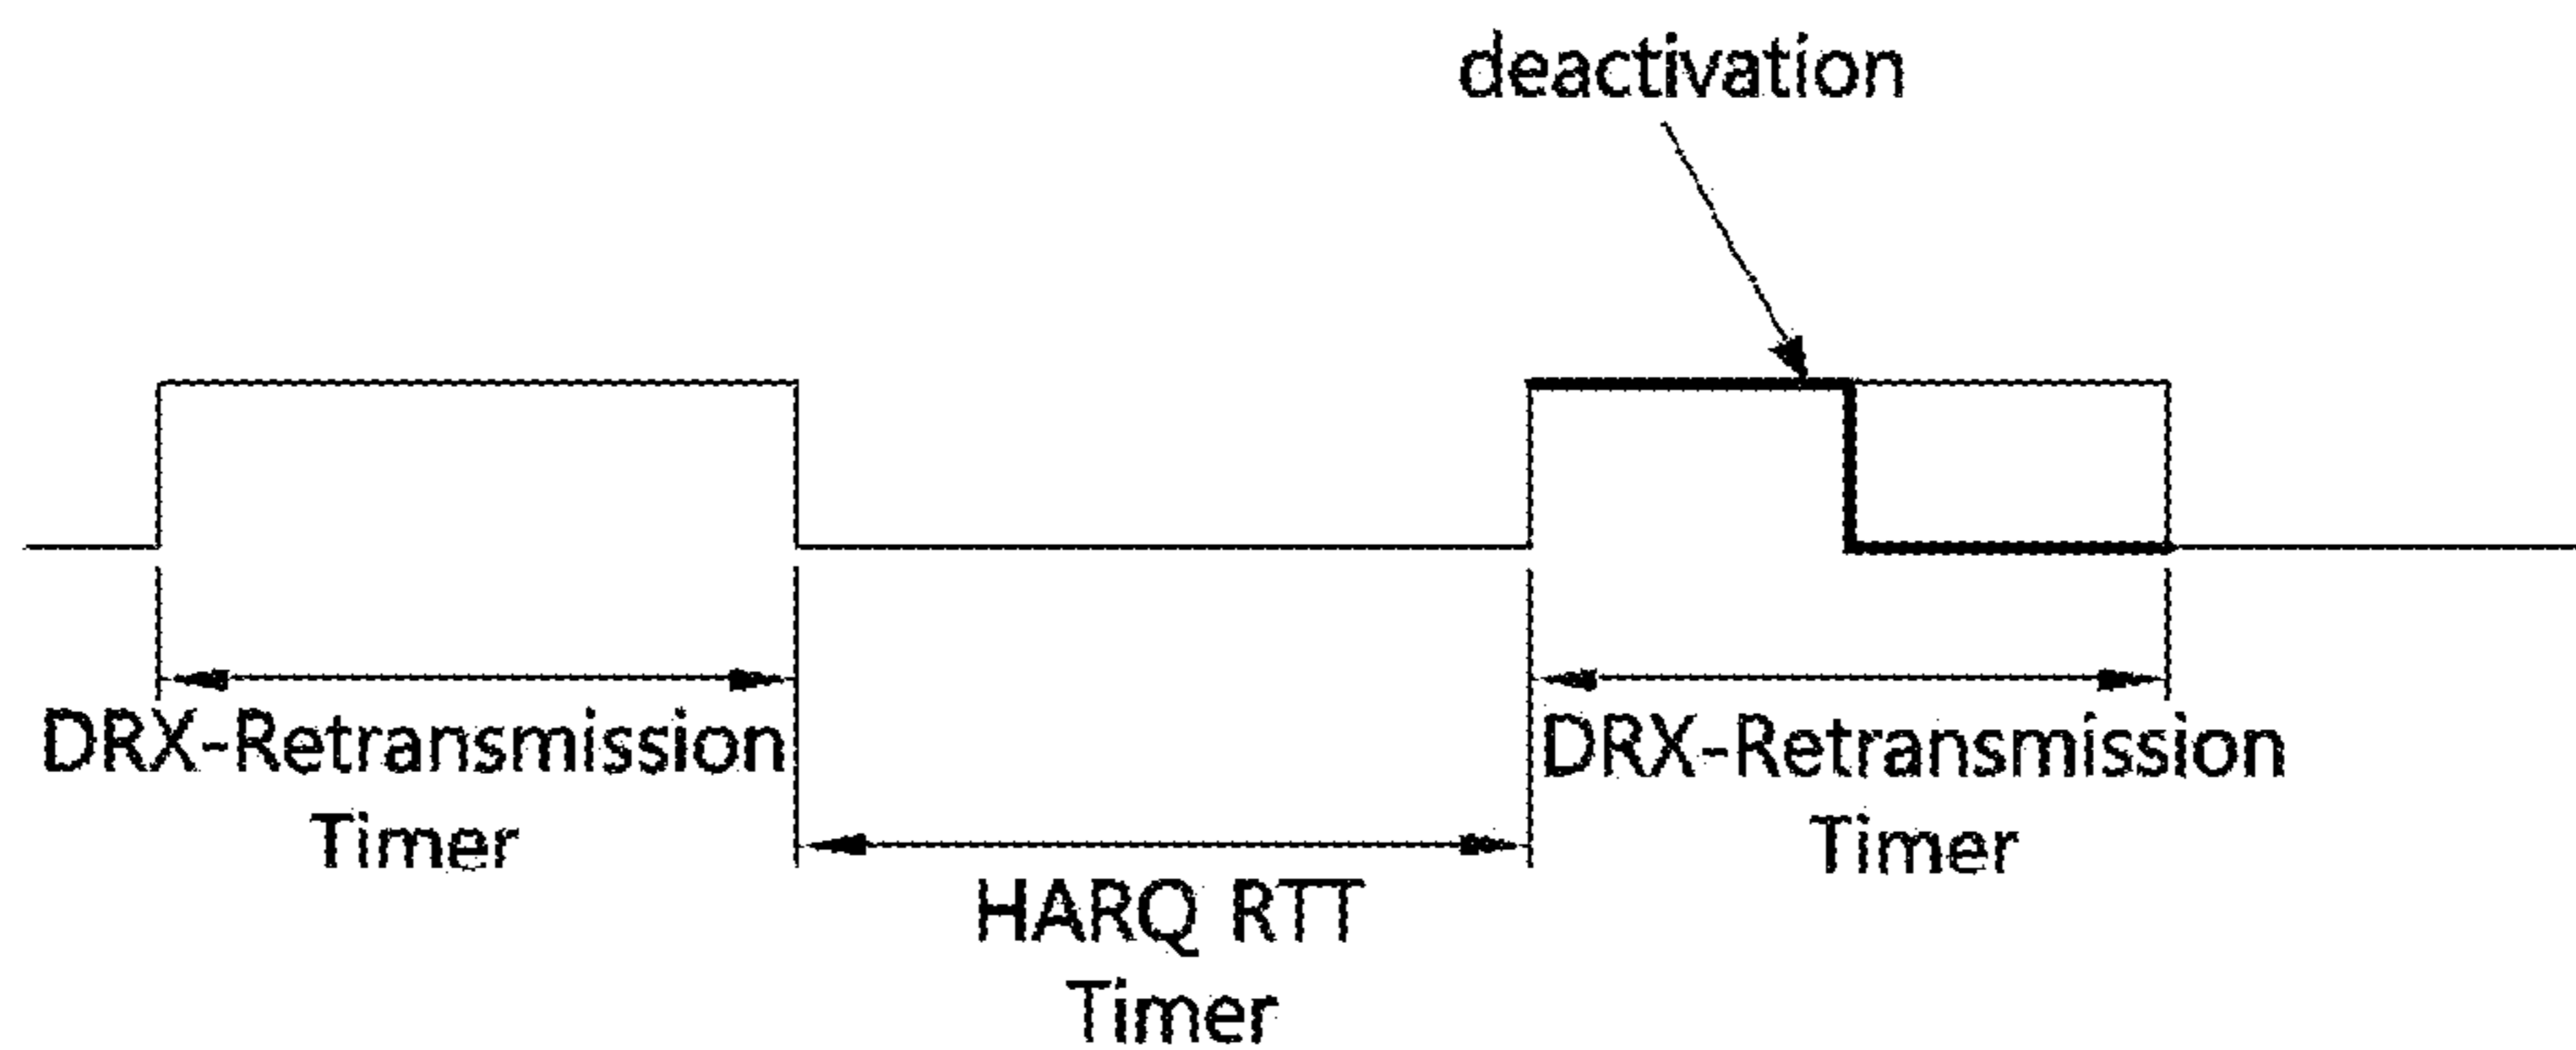 deactivation
DRX-Retransmission
Timer
HARQ RTT
Timer
DRX-Retransmission
Timer